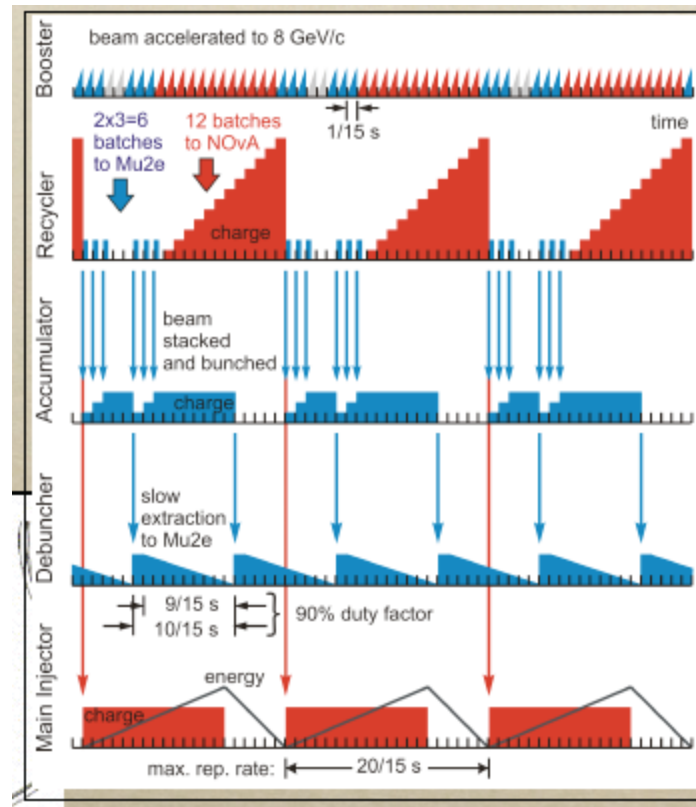 Booster
beam accelerated to 8 GeV/c
1/15 s
time
2x3=6
batches
to Mu2e
12 batches
to NOvA
Recycler
charge
Accumulator
beam
stacked
and bunched
charge
Debuncher
slow
extraction
to Mu2e
9/15 s
10/15 s
90% duty factor
Main Injector
energy
charge
max. rep. rate:
20/15 s